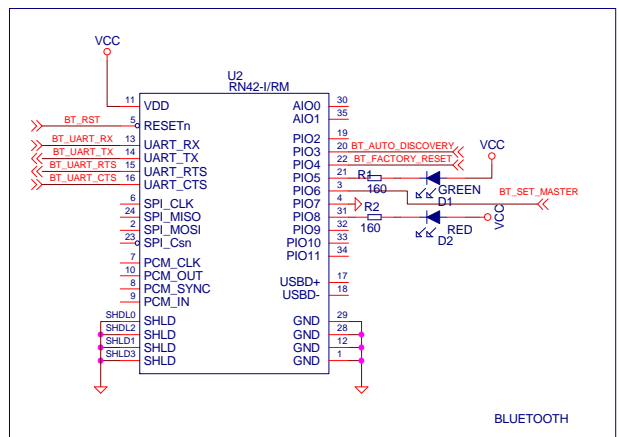 VCC
U2
RN42-I/RM
11 VDD AIO0 30
BT_RST 5 RESETn AIO1 35
BT_UART_RX 13 UART_RX PIO2 19
BT_UART_TX 14 UART_TX PIO3 20 BT_AUTO_DISCOVERY
BT_UART_RTS 15 UART_RTS PIO4 22 BT_FACTORY_RESET VCC
BT_UART_CTS 16 UART_CTS PIO5 21 R1 160 GREEN D1
6 SPI_CLK PIO6 3 BT_SET_MASTER
24 SPI_MISO PIO7 4
2 SPI_MOSI PIO8 31 R2 160 RED D2 VCC
23 SPI_Csn PIO9 32
PIO10 33
7 PCM_CLK PIO11 34
10 PCM_OUT
8 PCM_SYNC USBD+ 17
9 PCM_IN USBD- 18
SHDL0 SHLD GND 29
SHDL2 SHLD GND 28
SHLD1 SHLD GND 12
SHLD3 SHLD GND 1
BLUETOOTH